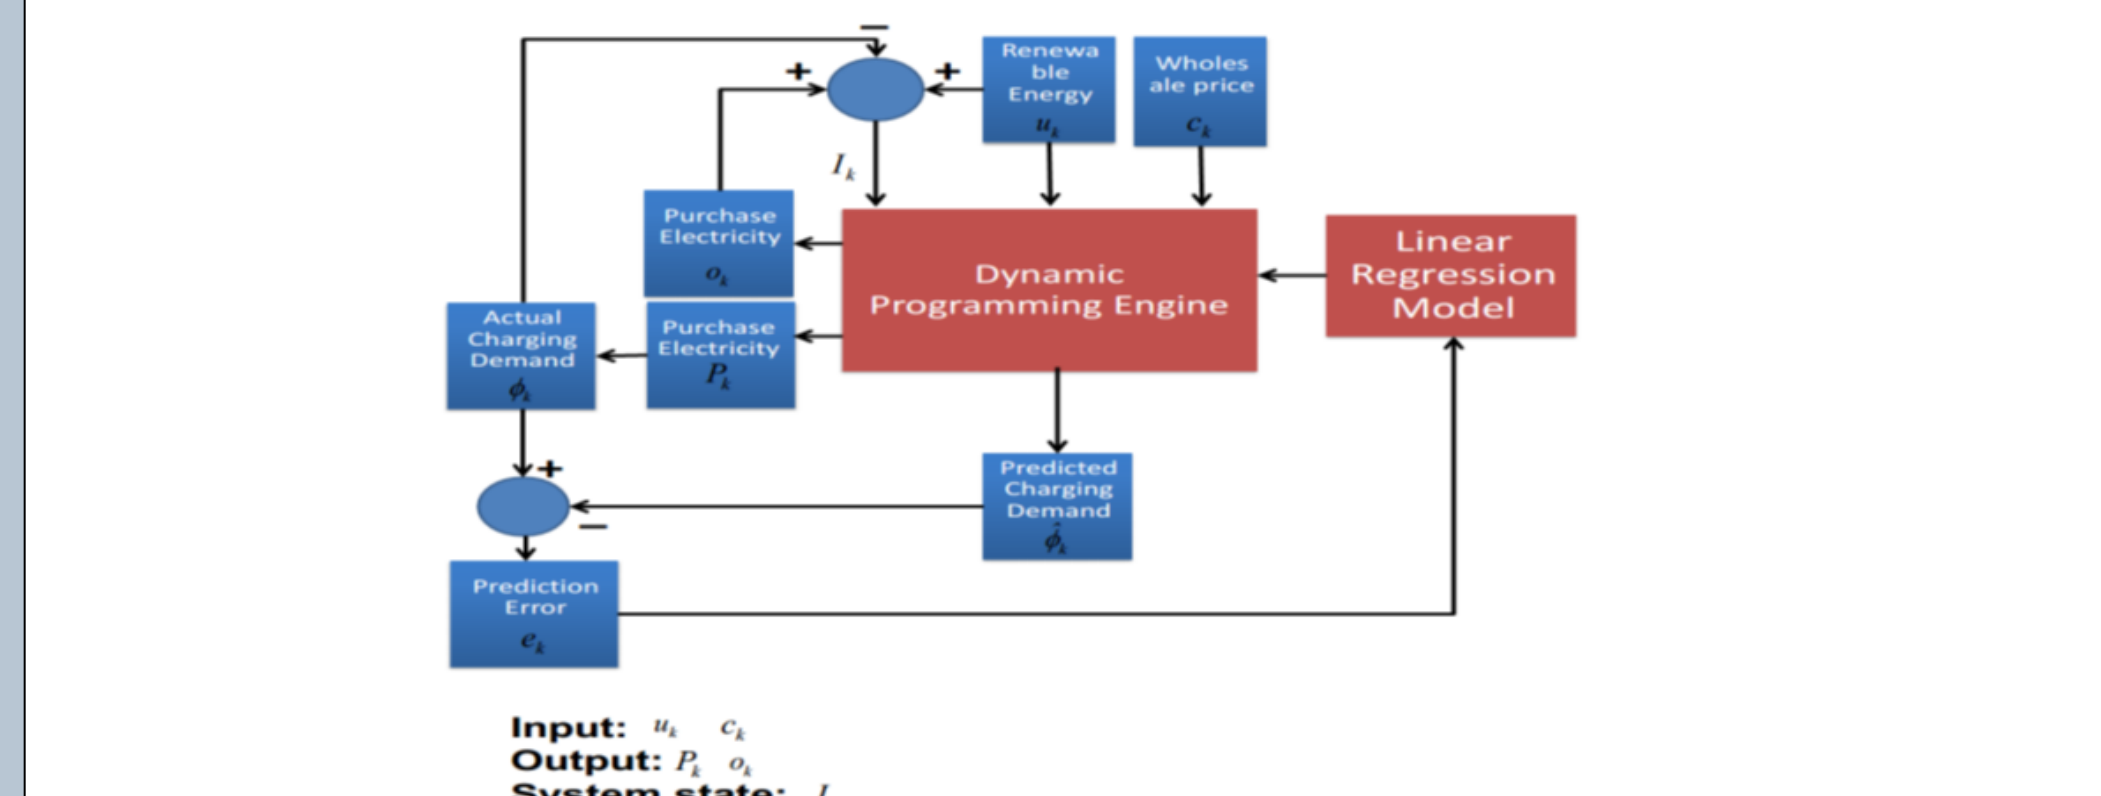 −
+ +
Renewa
ble
Energy
u_k
Wholes
ale price
c_k
I_k
Purchase
Electricity
o_k
Dynamic
Programming Engine
Linear
Regression
Model
Purchase
Electricity
P_k
Actual
Charging
Demand
ϕ_k
+
−
Predicted
Charging
Demand
ϕ̂_k
Prediction
Error
e_k
Input: u_k c_k
Output: P_k o_k
System state: I